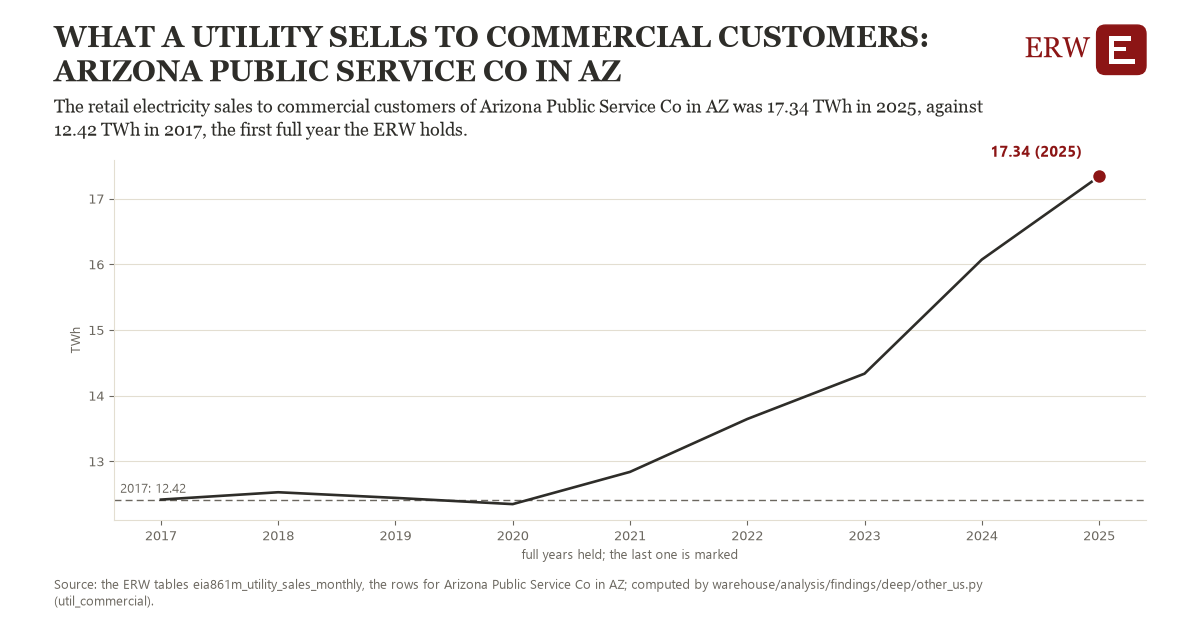 WHAT A UTILITY SELLS TO COMMERCIAL CUSTOMERS:
ARIZONA PUBLIC SERVICE CO IN AZ
ERW E
The retail electricity sales to commercial customers of Arizona Public Service Co in AZ was 17.34 TWh in 2025, against
12.42 TWh in 2017, the first full year the ERW holds.
17.34 (2025)
17
16
15
14
13
TWh
2017: 12.42
2017 2018 2019 2020 2021 2022 2023 2024 2025
full years held; the last one is marked
Source: the ERW tables eia861m_utility_sales_monthly, the rows for Arizona Public Service Co in AZ; computed by warehouse/analysis/findings/deep/other_us.py
(util_commercial).